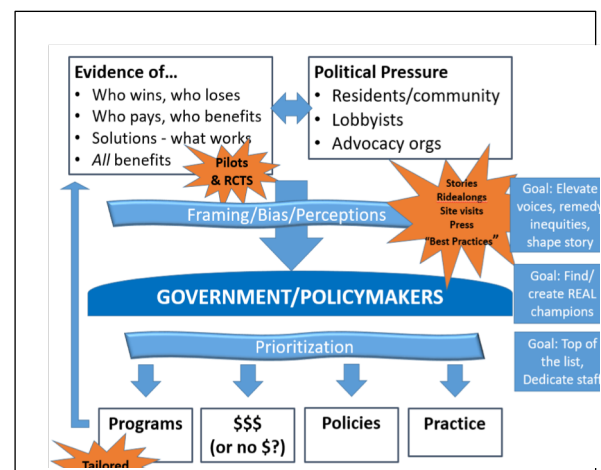 Evidence of...
• Who wins, who loses
• Who pays, who benefits
• Solutions - what works
• All benefits
Political Pressure
• Residents/community
• Lobbyists
• Advocacy orgs
Pilots
& RCTS
Stories
Ridealongs
Site visits
Press
"Best Practices"
Framing/Bias/Perceptions
Goal: Elevate
voices, remedy
inequities,
shape story
GOVERNMENT/POLICYMAKERS
Goal: Find/
create REAL
champions
Prioritization
Goal: Top of
the list,
Dedicate staff
Programs
$$$
(or no $?)
Policies
Practice
Tailored